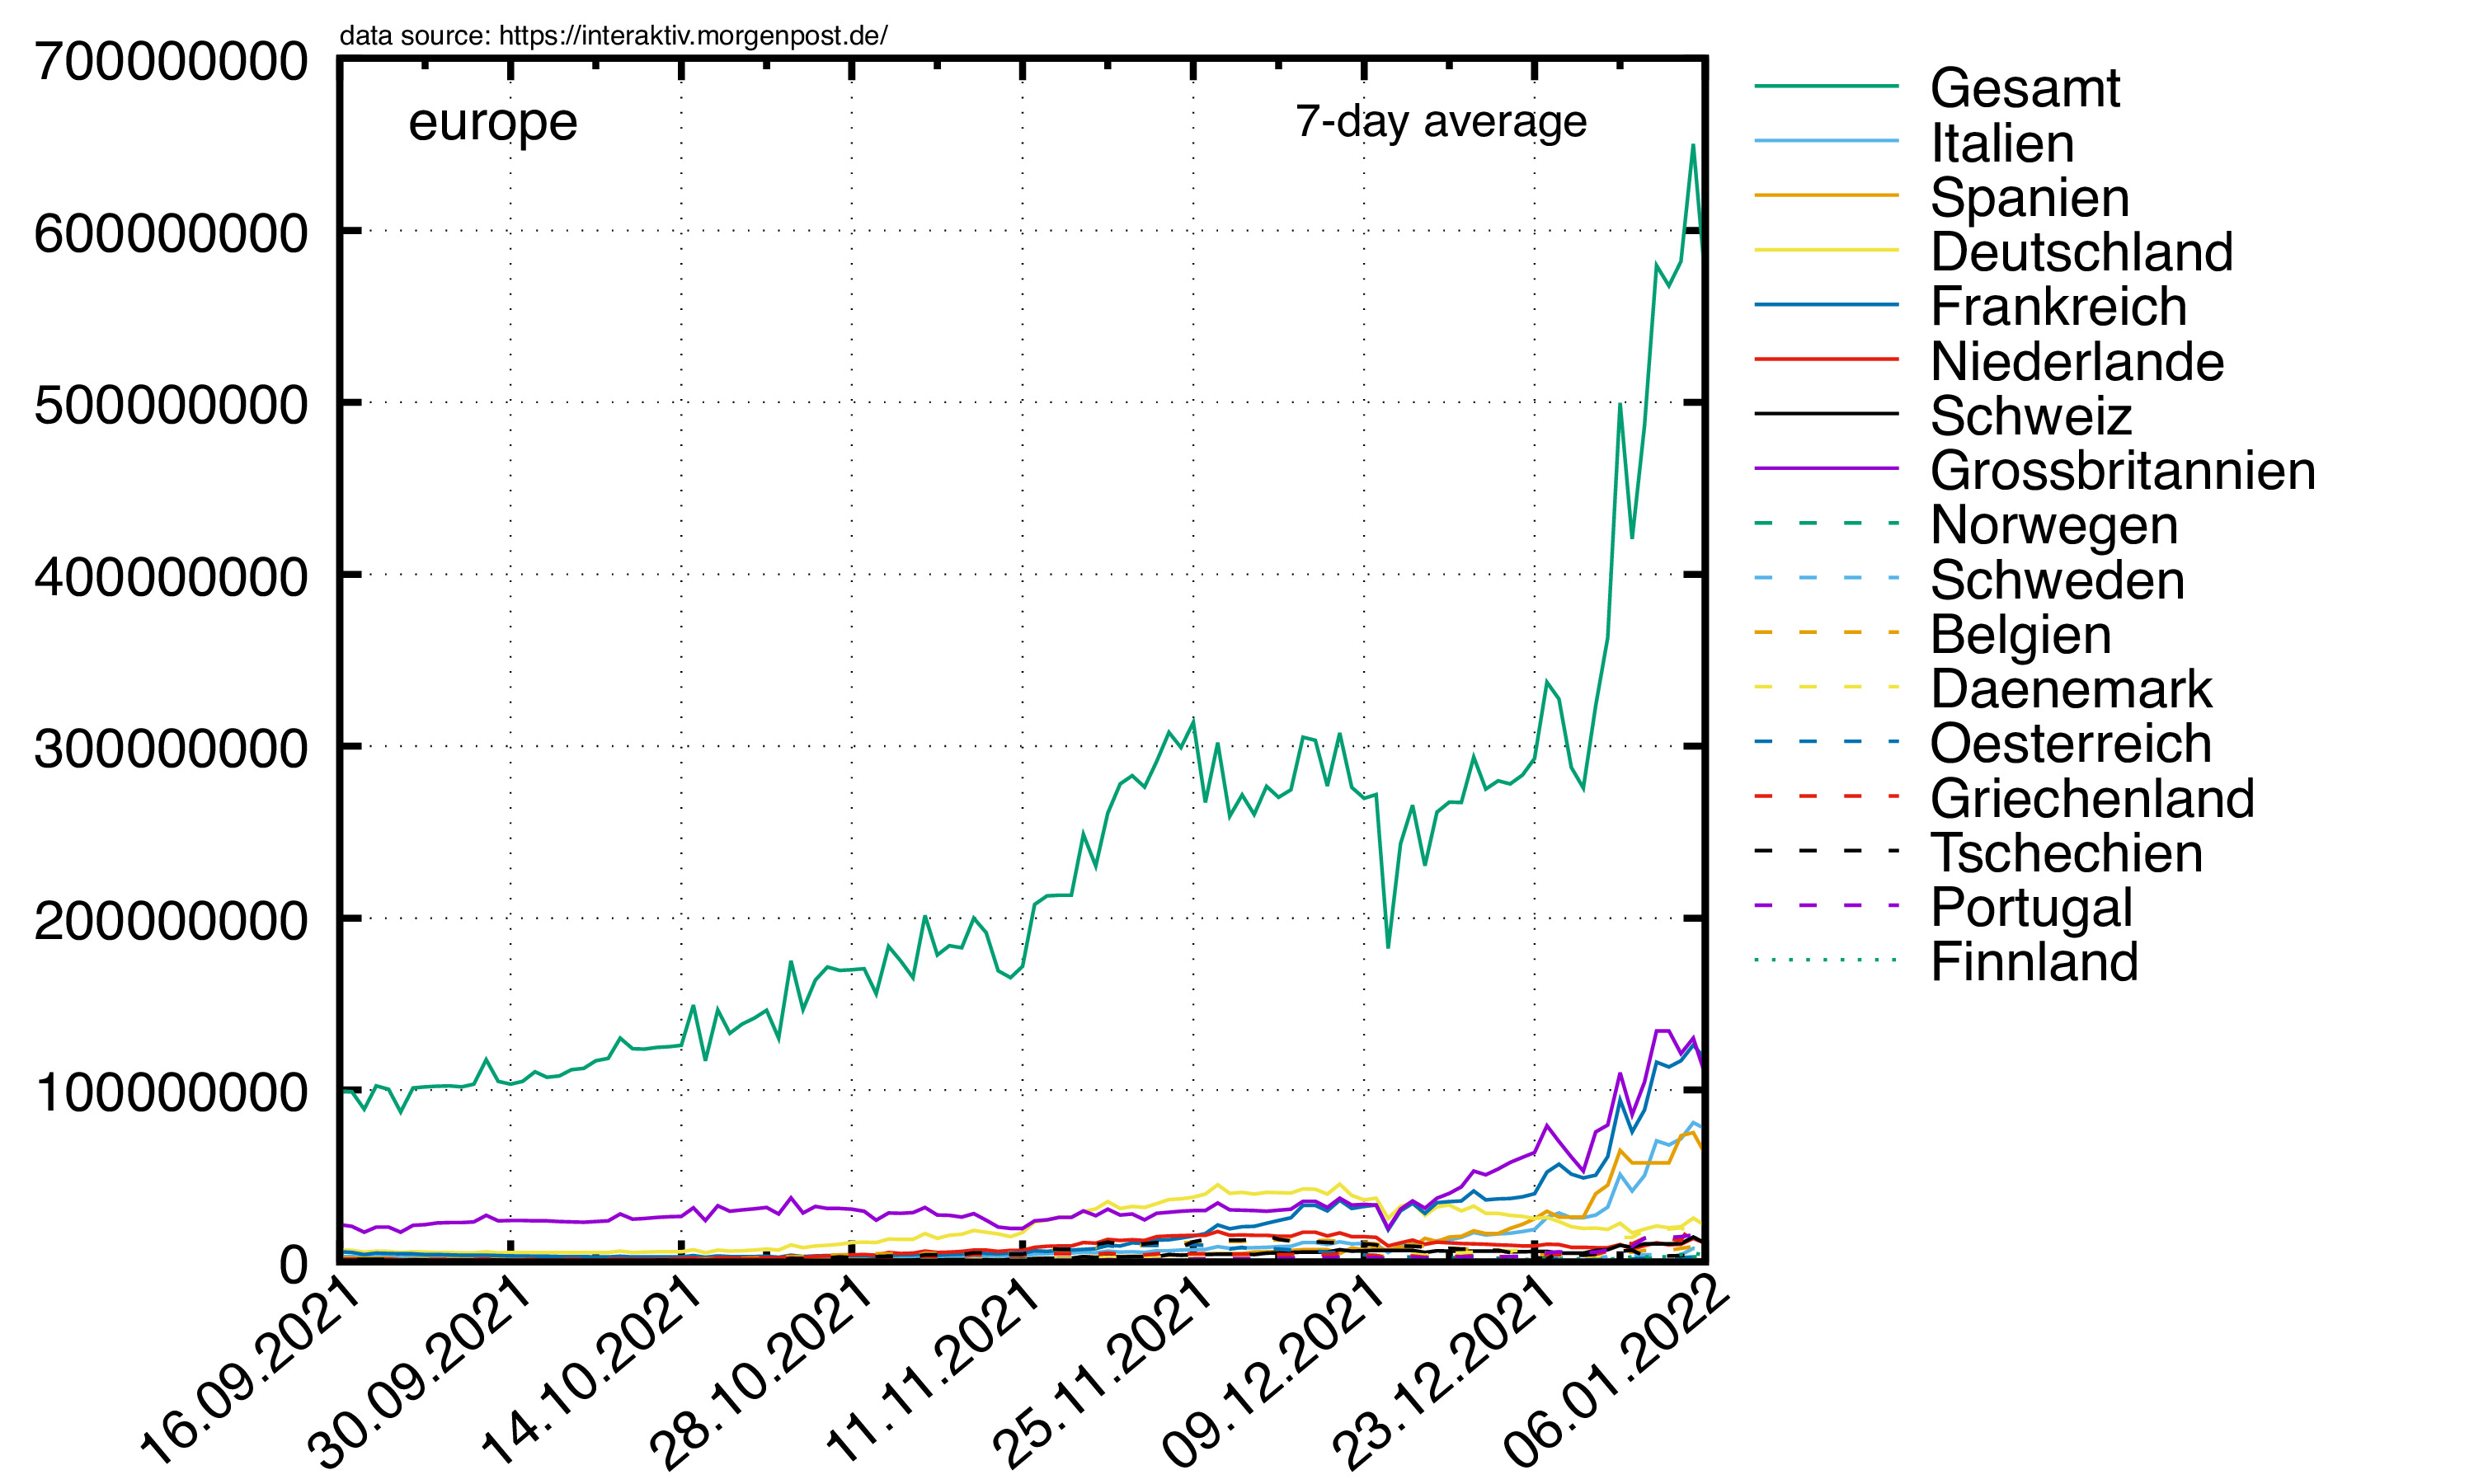 data source: https://interaktiv.morgenpost.de/
europe
7-day average
700000000
600000000
500000000
400000000
300000000
200000000
100000000
0
16.09.2021
30.09.2021
14.10.2021
28.10.2021
11.11.2021
25.11.2021
09.12.2021
23.12.2021
06.01.2022
Gesamt
Italien
Spanien
Deutschland
Frankreich
Niederlande
Schweiz
Grossbritannien
Norwegen
Schweden
Belgien
Daenemark
Oesterreich
Griechenland
Tschechien
Portugal
Finnland